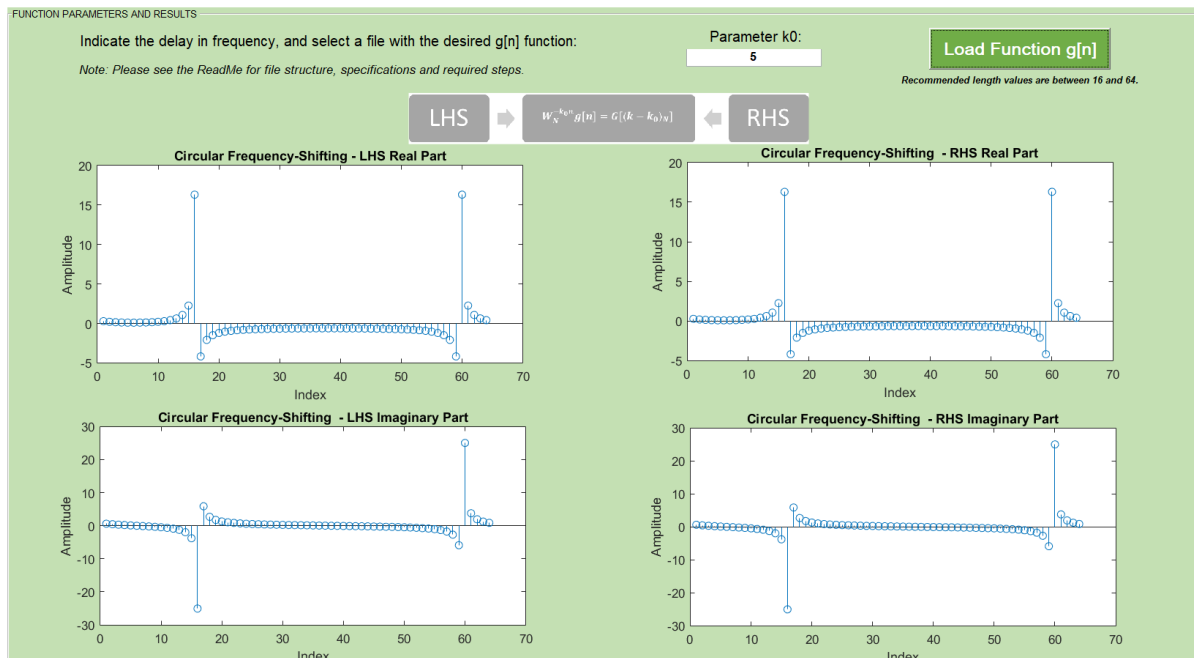 FUNCTION PARAMETERS AND RESULTS
Indicate the delay in frequency, and select a file with the desired g[n] function:
Note: Please see the ReadMe for file structure, specifications and required steps.
Parameter k0:
5
Load Function g[n]
Recommended length values are between 16 and 64.
LHS
W_N^{-k_0n} g[n] = G[(k − k_0)_N]
RHS
Circular Frequency-Shifting - LHS Real Part
20
15
10
5
0
-5
Amplitude
0 10 20 30 40 50 60 70
Index
Circular Frequency-Shifting - RHS Real Part
20
15
10
5
0
-5
Amplitude
0 10 20 30 40 50 60 70
Index
Circular Frequency-Shifting - LHS Imaginary Part
30
20
10
0
-10
-20
-30
Amplitude
0 10 20 30 40 50 60 70
Index
Circular Frequency-Shifting - RHS Imaginary Part
30
20
10
0
-10
-20
-30
Amplitude
0 10 20 30 40 50 60 70
Index